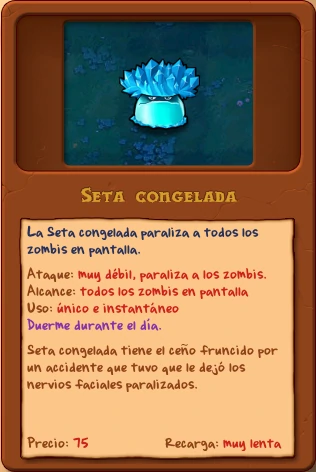 Seta congelada
La Seta congelada paraliza a todos los
zombis en pantalla.
Ataque: muy débil, paraliza a los zombis.
Alcance: todos los zombis en pantalla
Uso: único e instantáneo
Duerme durante el día.
Seta congelada tiene el ceño fruncido por
un accidente que tuvo que le dejó los
nervios faciales paralizados.
Precio: 75 Recarga: muy lenta